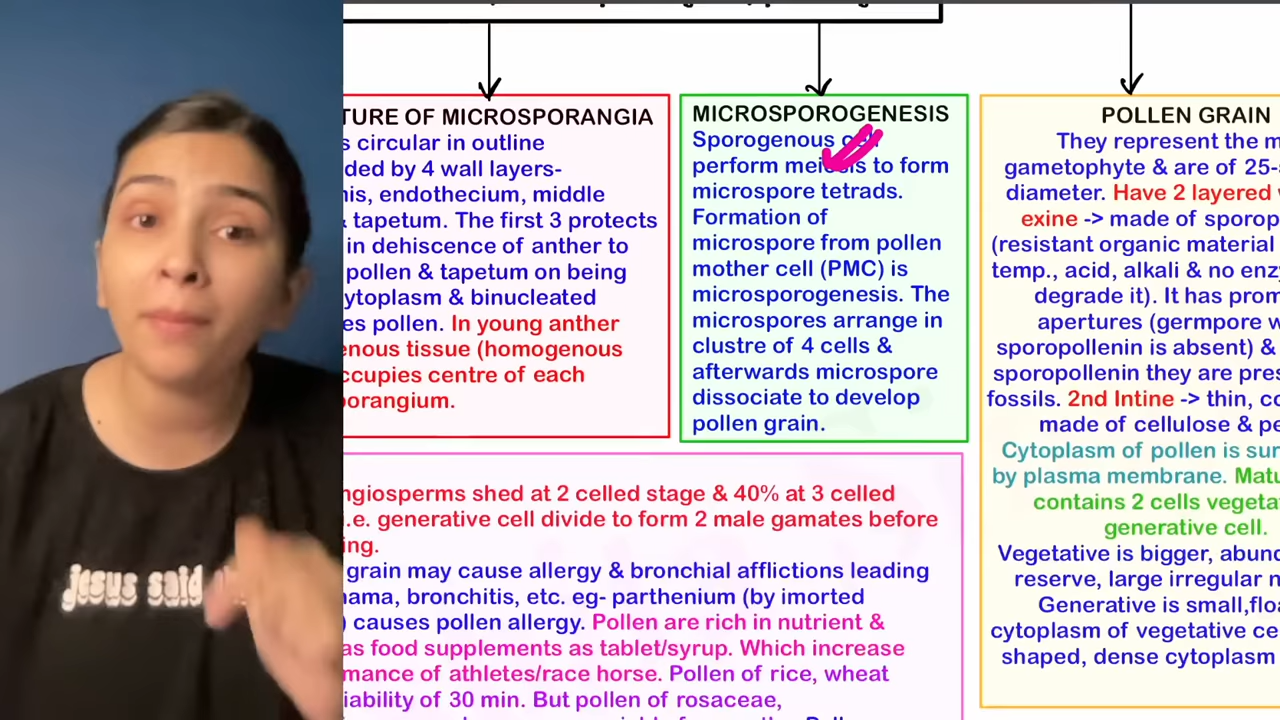 jesus said
TURE OF MICROSPORANGIA
s circular in outline
ded by 4 wall layers-
nis, endothecium, middle
& tapetum. The first 3 protects
in dehiscence of anther to
pollen & tapetum on being
ytoplasm & binucleated
es pollen. In young anther
enous tissue (homogenous
ccupies centre of each
orangium.
MICROSPOROGENESIS
Sporogenous
perform meiosis to form
microspore tetrads.
Formation of
microspore from pollen
mother cell (PMC) is
microsporogenesis. The
microspores arrange in
clustre of 4 cells &
afterwards microspore
dissociate to develop
pollen grain.
POLLEN GRAIN
They represent the m
gametophyte & are of 25-
diameter. Have 2 layered
exine -> made of sporop
(resistant organic material
temp., acid, alkali & no enzy
degrade it). It has prom
apertures (germpore w
sporopollenin is absent) &
sporopollenin they are pres
fossils. 2nd Intine -> thin, co
made of cellulose & pe
Cytoplasm of pollen is sur
by plasma membrane. Matu
contains 2 cells vegeta
generative cell.
Vegetative is bigger, abund
reserve, large irregular n
Generative is small,floa
cytoplasm of vegetative ce
shaped, dense cytoplasm
ngiosperms shed at 2 celled stage & 40% at 3 celled
.e. generative cell divide to form 2 male gamates before
ing.
grain may cause allergy & bronchial afflictions leading
hama, bronchitis, etc. eg- parthenium (by imorted
) causes pollen allergy. Pollen are rich in nutrient &
as food supplements as tablet/syrup. Which increase
mance of athletes/race horse. Pollen of rice, wheat
iability of 30 min. But pollen of rosaceae,